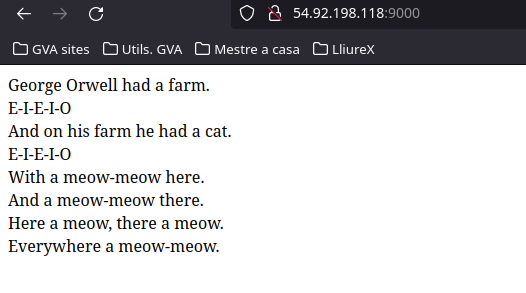 54.92.198.118:9000
GVA sites Utils. GVA Mestre a casa LliureX
George Orwell had a farm.
E-I-E-I-O
And on his farm he had a cat.
E-I-E-I-O
With a meow-meow here.
And a meow-meow there.
Here a meow, there a meow.
Everywhere a meow-meow.